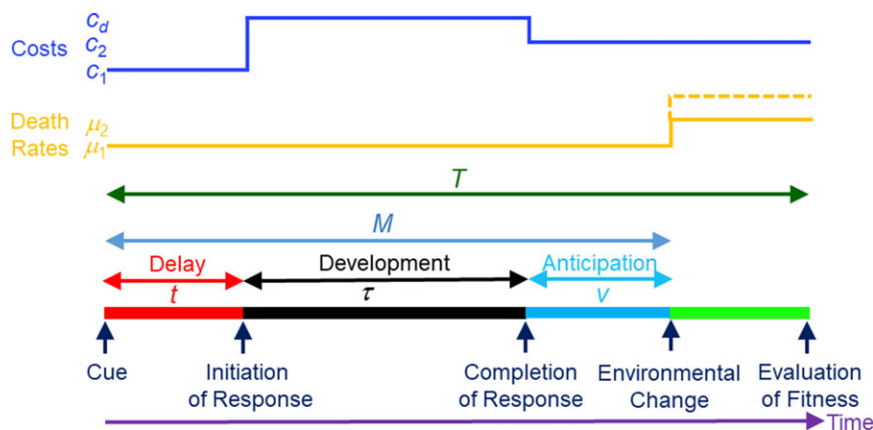 c_d
Costs c_2
c_1
Death μ_2
Rates μ_1
T
M
Delay Development Anticipation
t τ v
Cue Initiation Completion Environmental Evaluation
of Response of Response Change of Fitness
Time